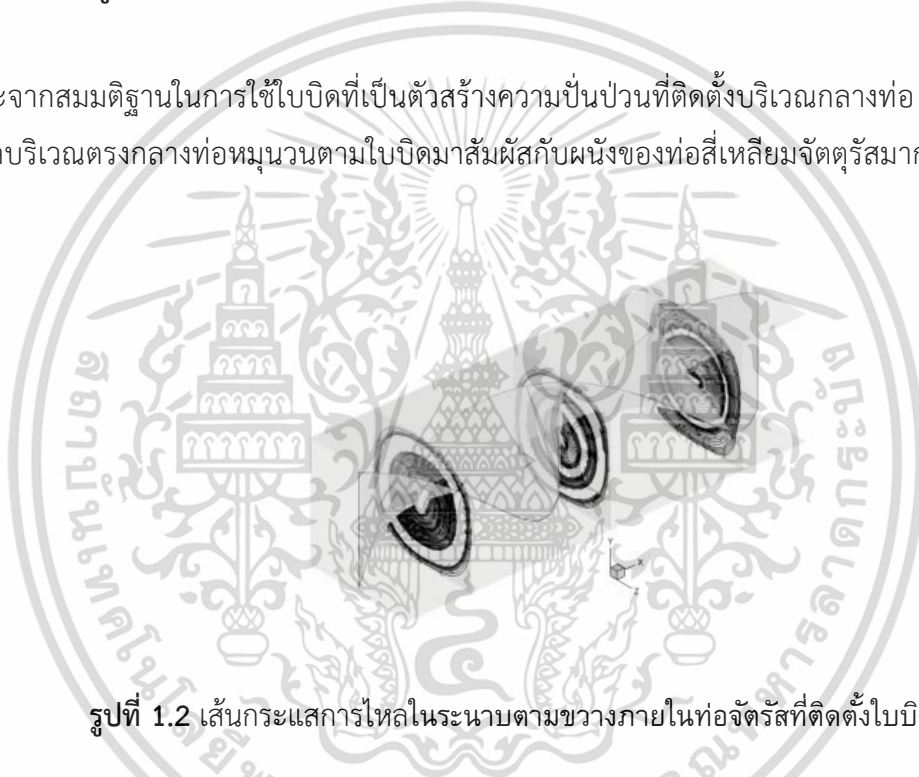 ะจากสมมติฐานในการใช้ใบบิดที่เป็นตัวสร้างความปั่นป่วนที่ติดตั้งบริเวณกลางท่อ
บริเวณตรงกลางท่อหมุนวนตามใบบิดมาสัมผัสกับผนังของท่อสี่เหลี่ยมจัตตุรัสมาก
Y
X
Z
รูปที่ 1.2 เส้นกระแสการไหลในระนาบตามขวางภายในท่อจัตุรัสที่ติดตั้งใบบิ